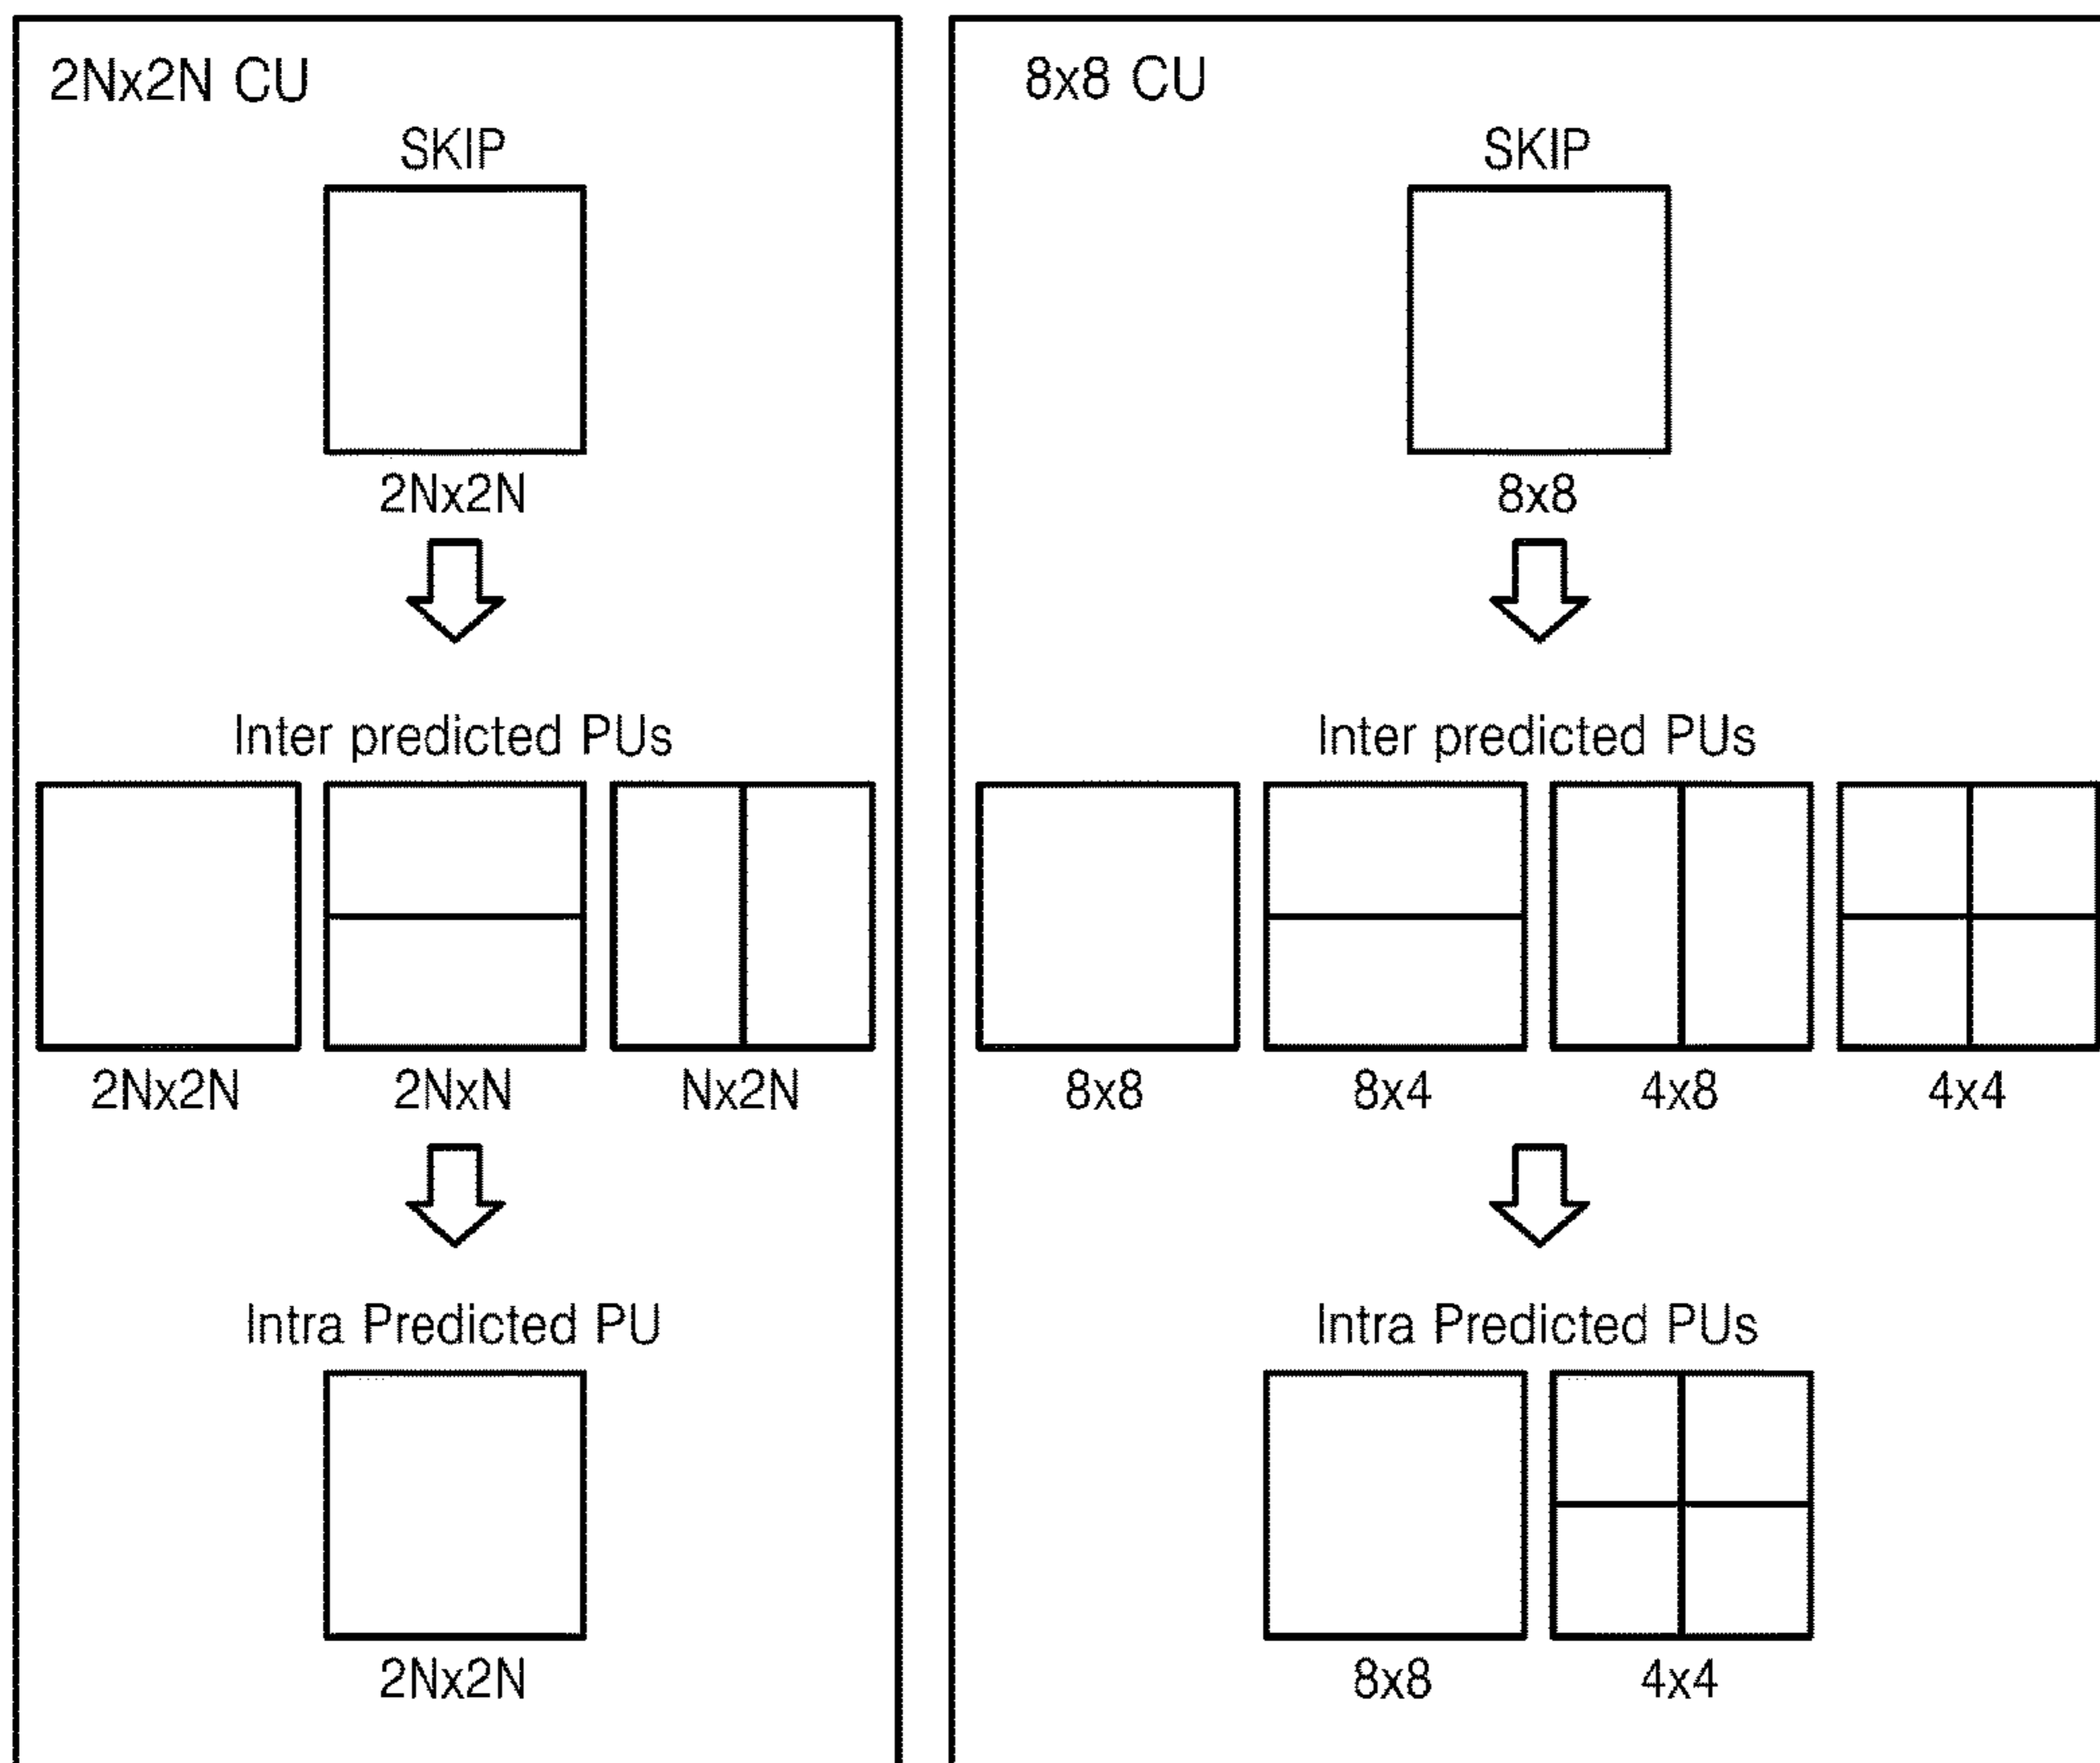 2Nx2N CU
SKIP
2Nx2N
Inter predicted PUs
2Nx2N 2NxN Nx2N
Intra Predicted PU
2Nx2N
8x8 CU
SKIP
8x8
Inter predicted PUs
8x8 8x4 4x8 4x4
Intra Predicted PUs
8x8 4x4